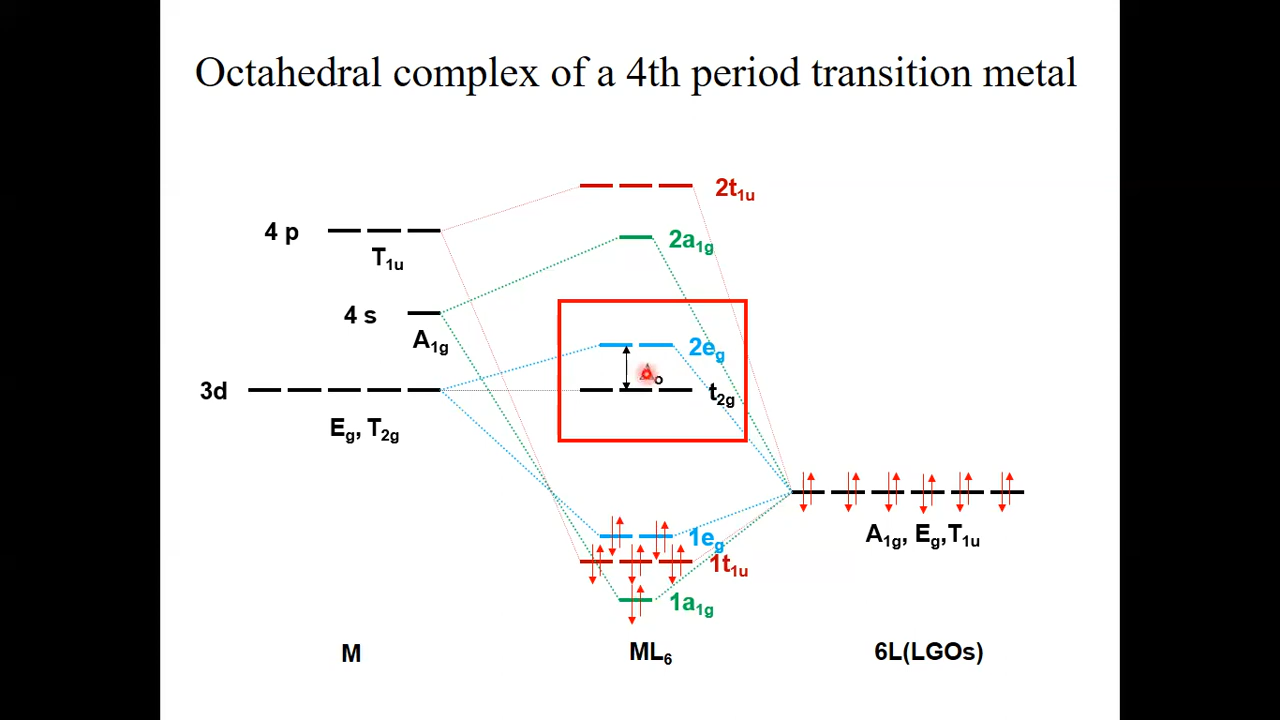 Octahedral complex of a 4th period transition metal
2t1u
4 p
T1u
2a1g
4 s
A1g
2eg
Δo
3d
t2g
Eg, T2g
A1g, Eg,T1u
1eg
1t1u
1a1g
M
ML6
6L(LGOs)